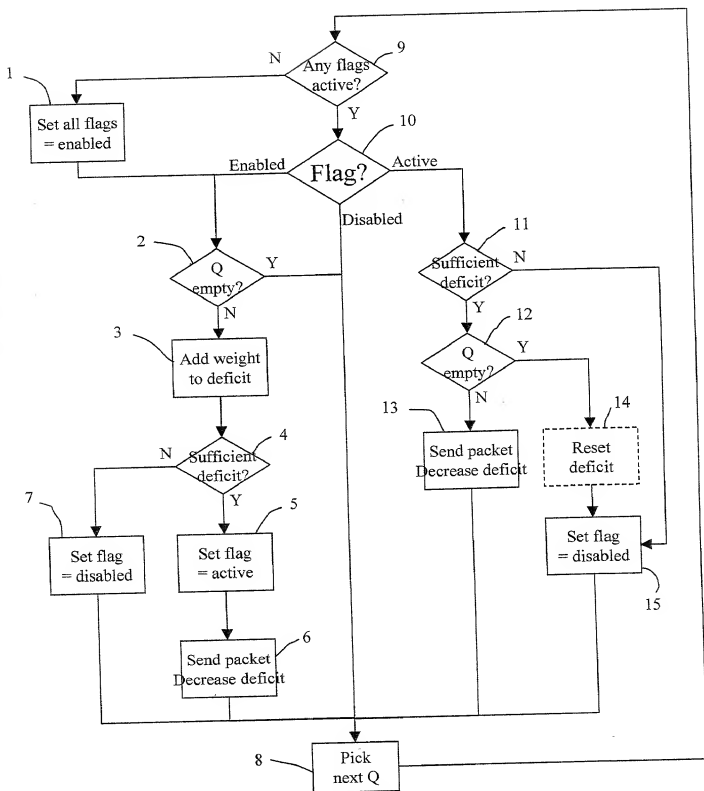 9
N
Any flags
active?
1
Y
Set all flags
= enabled
10
Enabled
Flag?
Active
Disabled
11
2
Y
Sufficient
deficit?
N
Q
empty?
N
Y
12
3
Add weight
to deficit
Q
empty?
Y
N
13
14
4
N
Sufficient
deficit?
Send packet
Decrease deficit
Reset
deficit
Y
7
5
Set flag
= disabled
Set flag
= active
Set flag
= disabled
15
6
Send packet
Decrease deficit
8
Pick
next Q